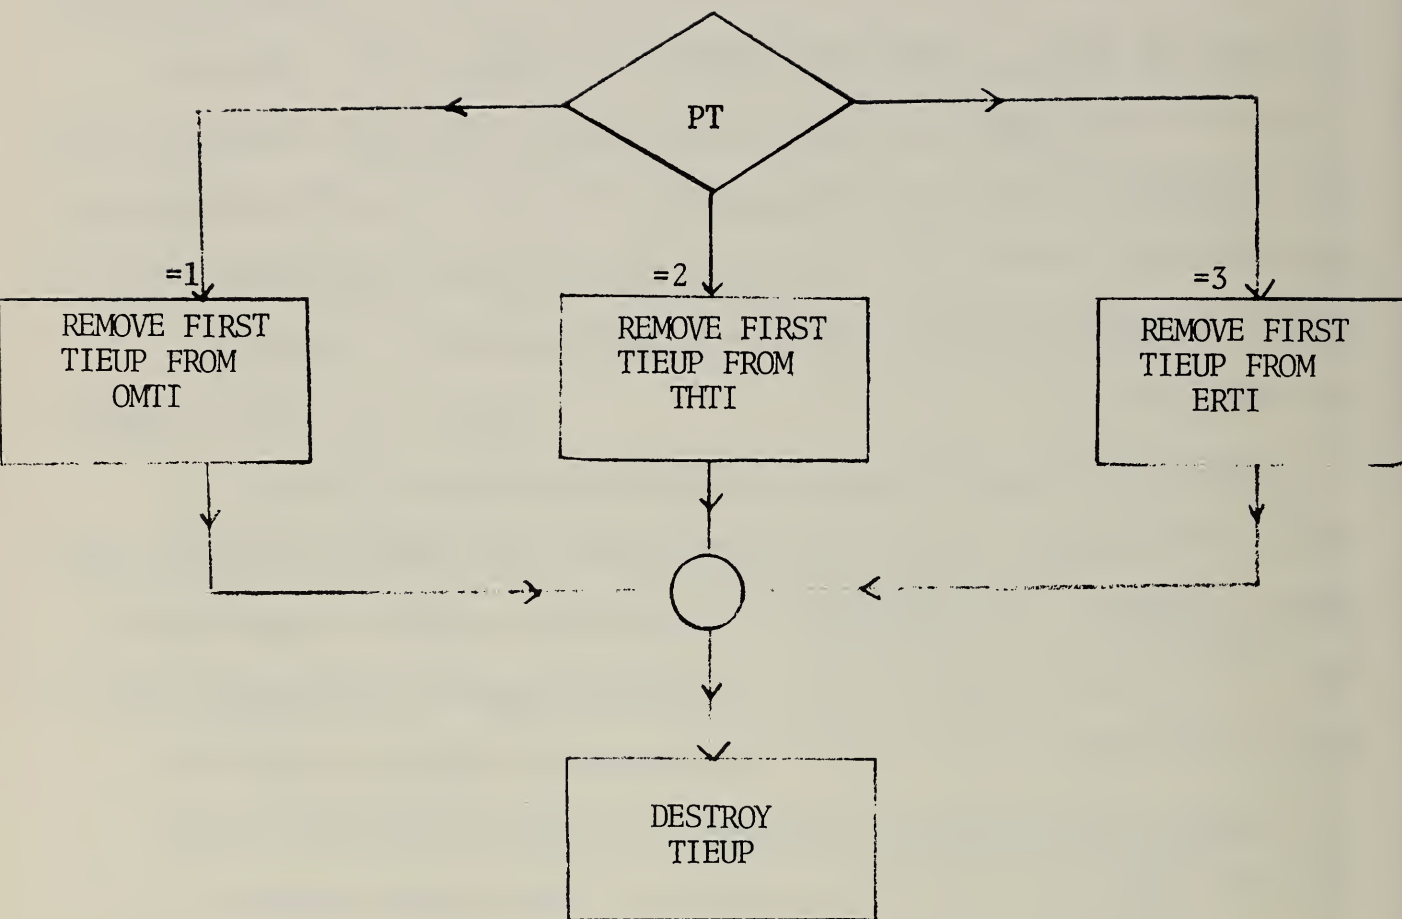 PT
=1
=2
=3
REMOVE FIRST
TIEUP FROM
OMTI
REMOVE FIRST
TIEUP FROM
THTI
REMOVE FIRST
TIEUP FROM
ERTI
DESTROY
TIEUP